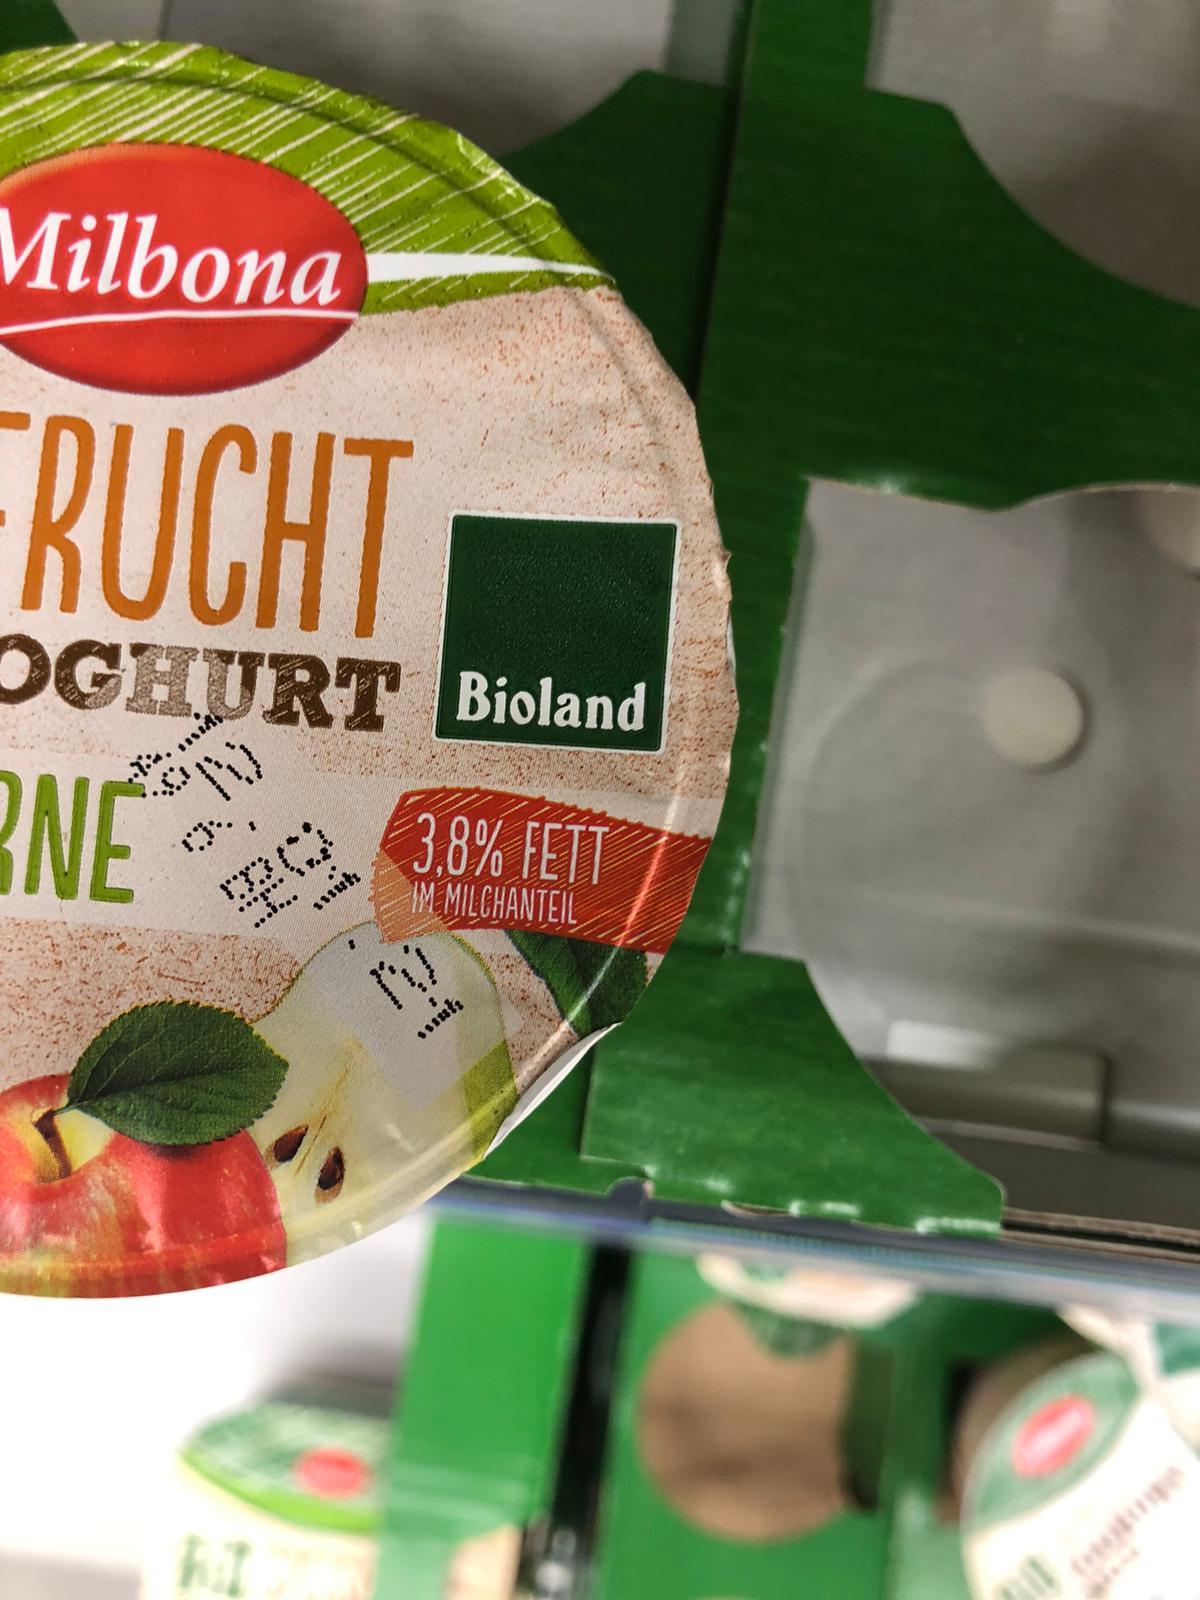 Milbona
FRUCHT
OGHURT
RNE
Bioland
3,8% FETT
IM MILCHANTEIL